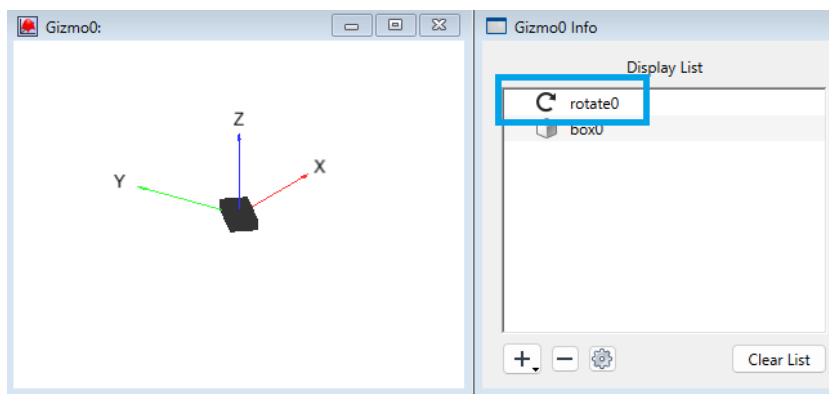 Gizmo0:
Z
X
Y
Gizmo0 Info
Display List
rotate0
box0
Clear List